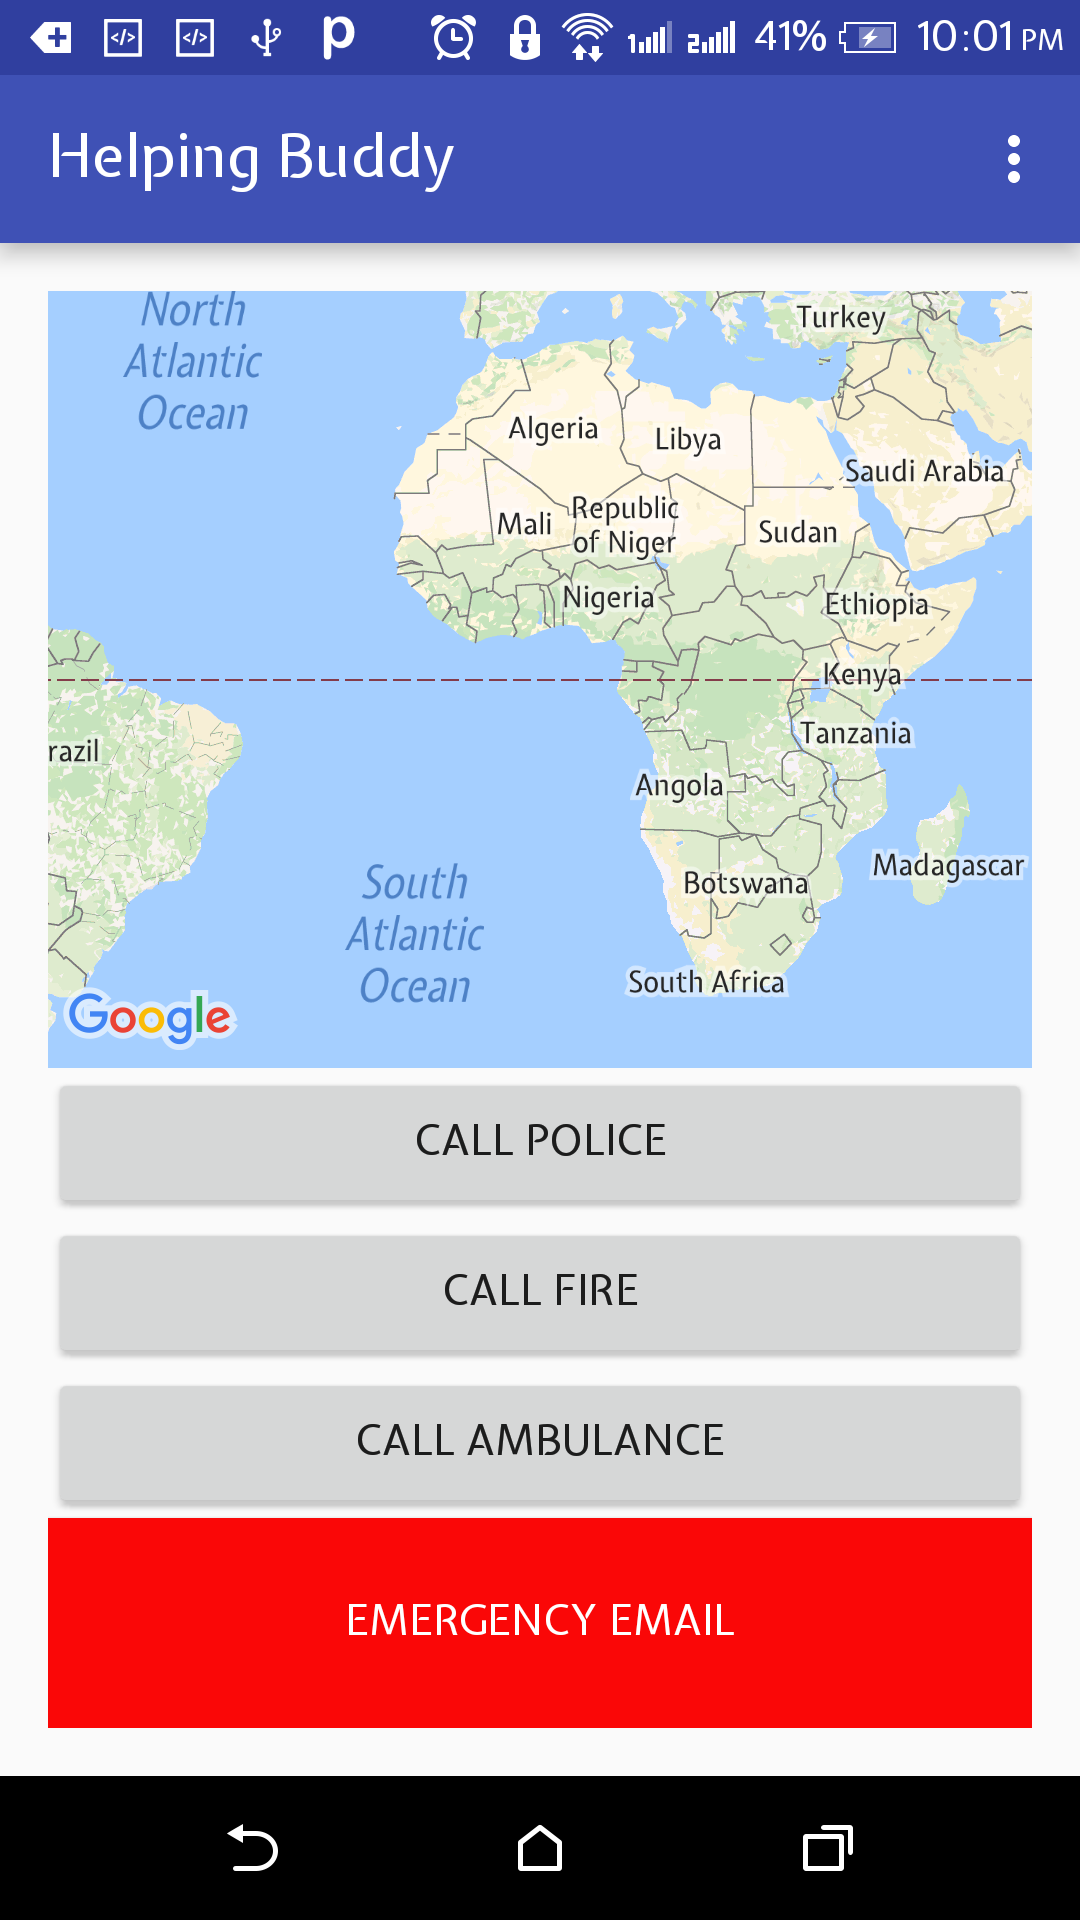 41% 10:01 PM
Helping Buddy
North
Atlantic
Ocean
Turkey
Algeria
Libya
Saudi Arabia
Mali
Republic
of Niger
Sudan
Nigeria
Ethiopia
Kenya
Tanzania
razil
Angola
Madagascar
Botswana
South
Atlantic
Ocean
South Africa
Google
CALL POLICE
CALL FIRE
CALL AMBULANCE
EMERGENCY EMAIL